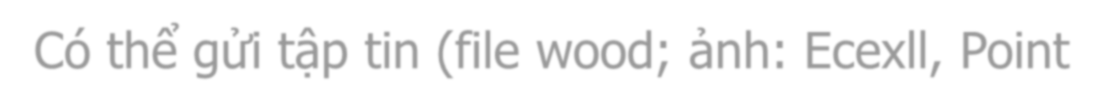 Có thể gửi tập tin (file wood; ảnh: Ecexll, Point